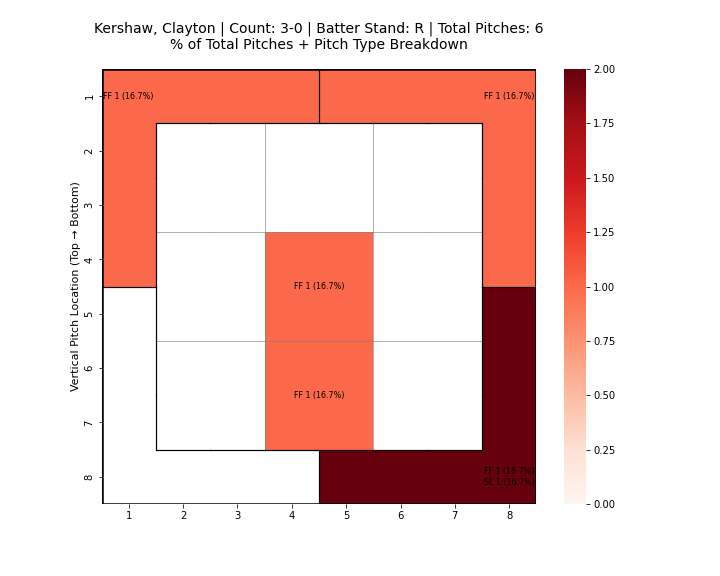 Kershaw, Clayton | Count: 3-0 | Batter Stand: R | Total Pitches: 6
% of Total Pitches + Pitch Type Breakdown
Vertical Pitch Location (Top → Bottom)
1
2
3
4
5
6
7
8
FF 1 (16.7%)
FF 1 (16.7%)
FF 1 (16.7%)
FF 1 (16.7%)
FF 1 (16.7%)
SL 1 (16.7%)
1
2
3
4
5
6
7
8
2.00
1.75
1.50
1.25
1.00
0.75
0.50
0.25
0.00